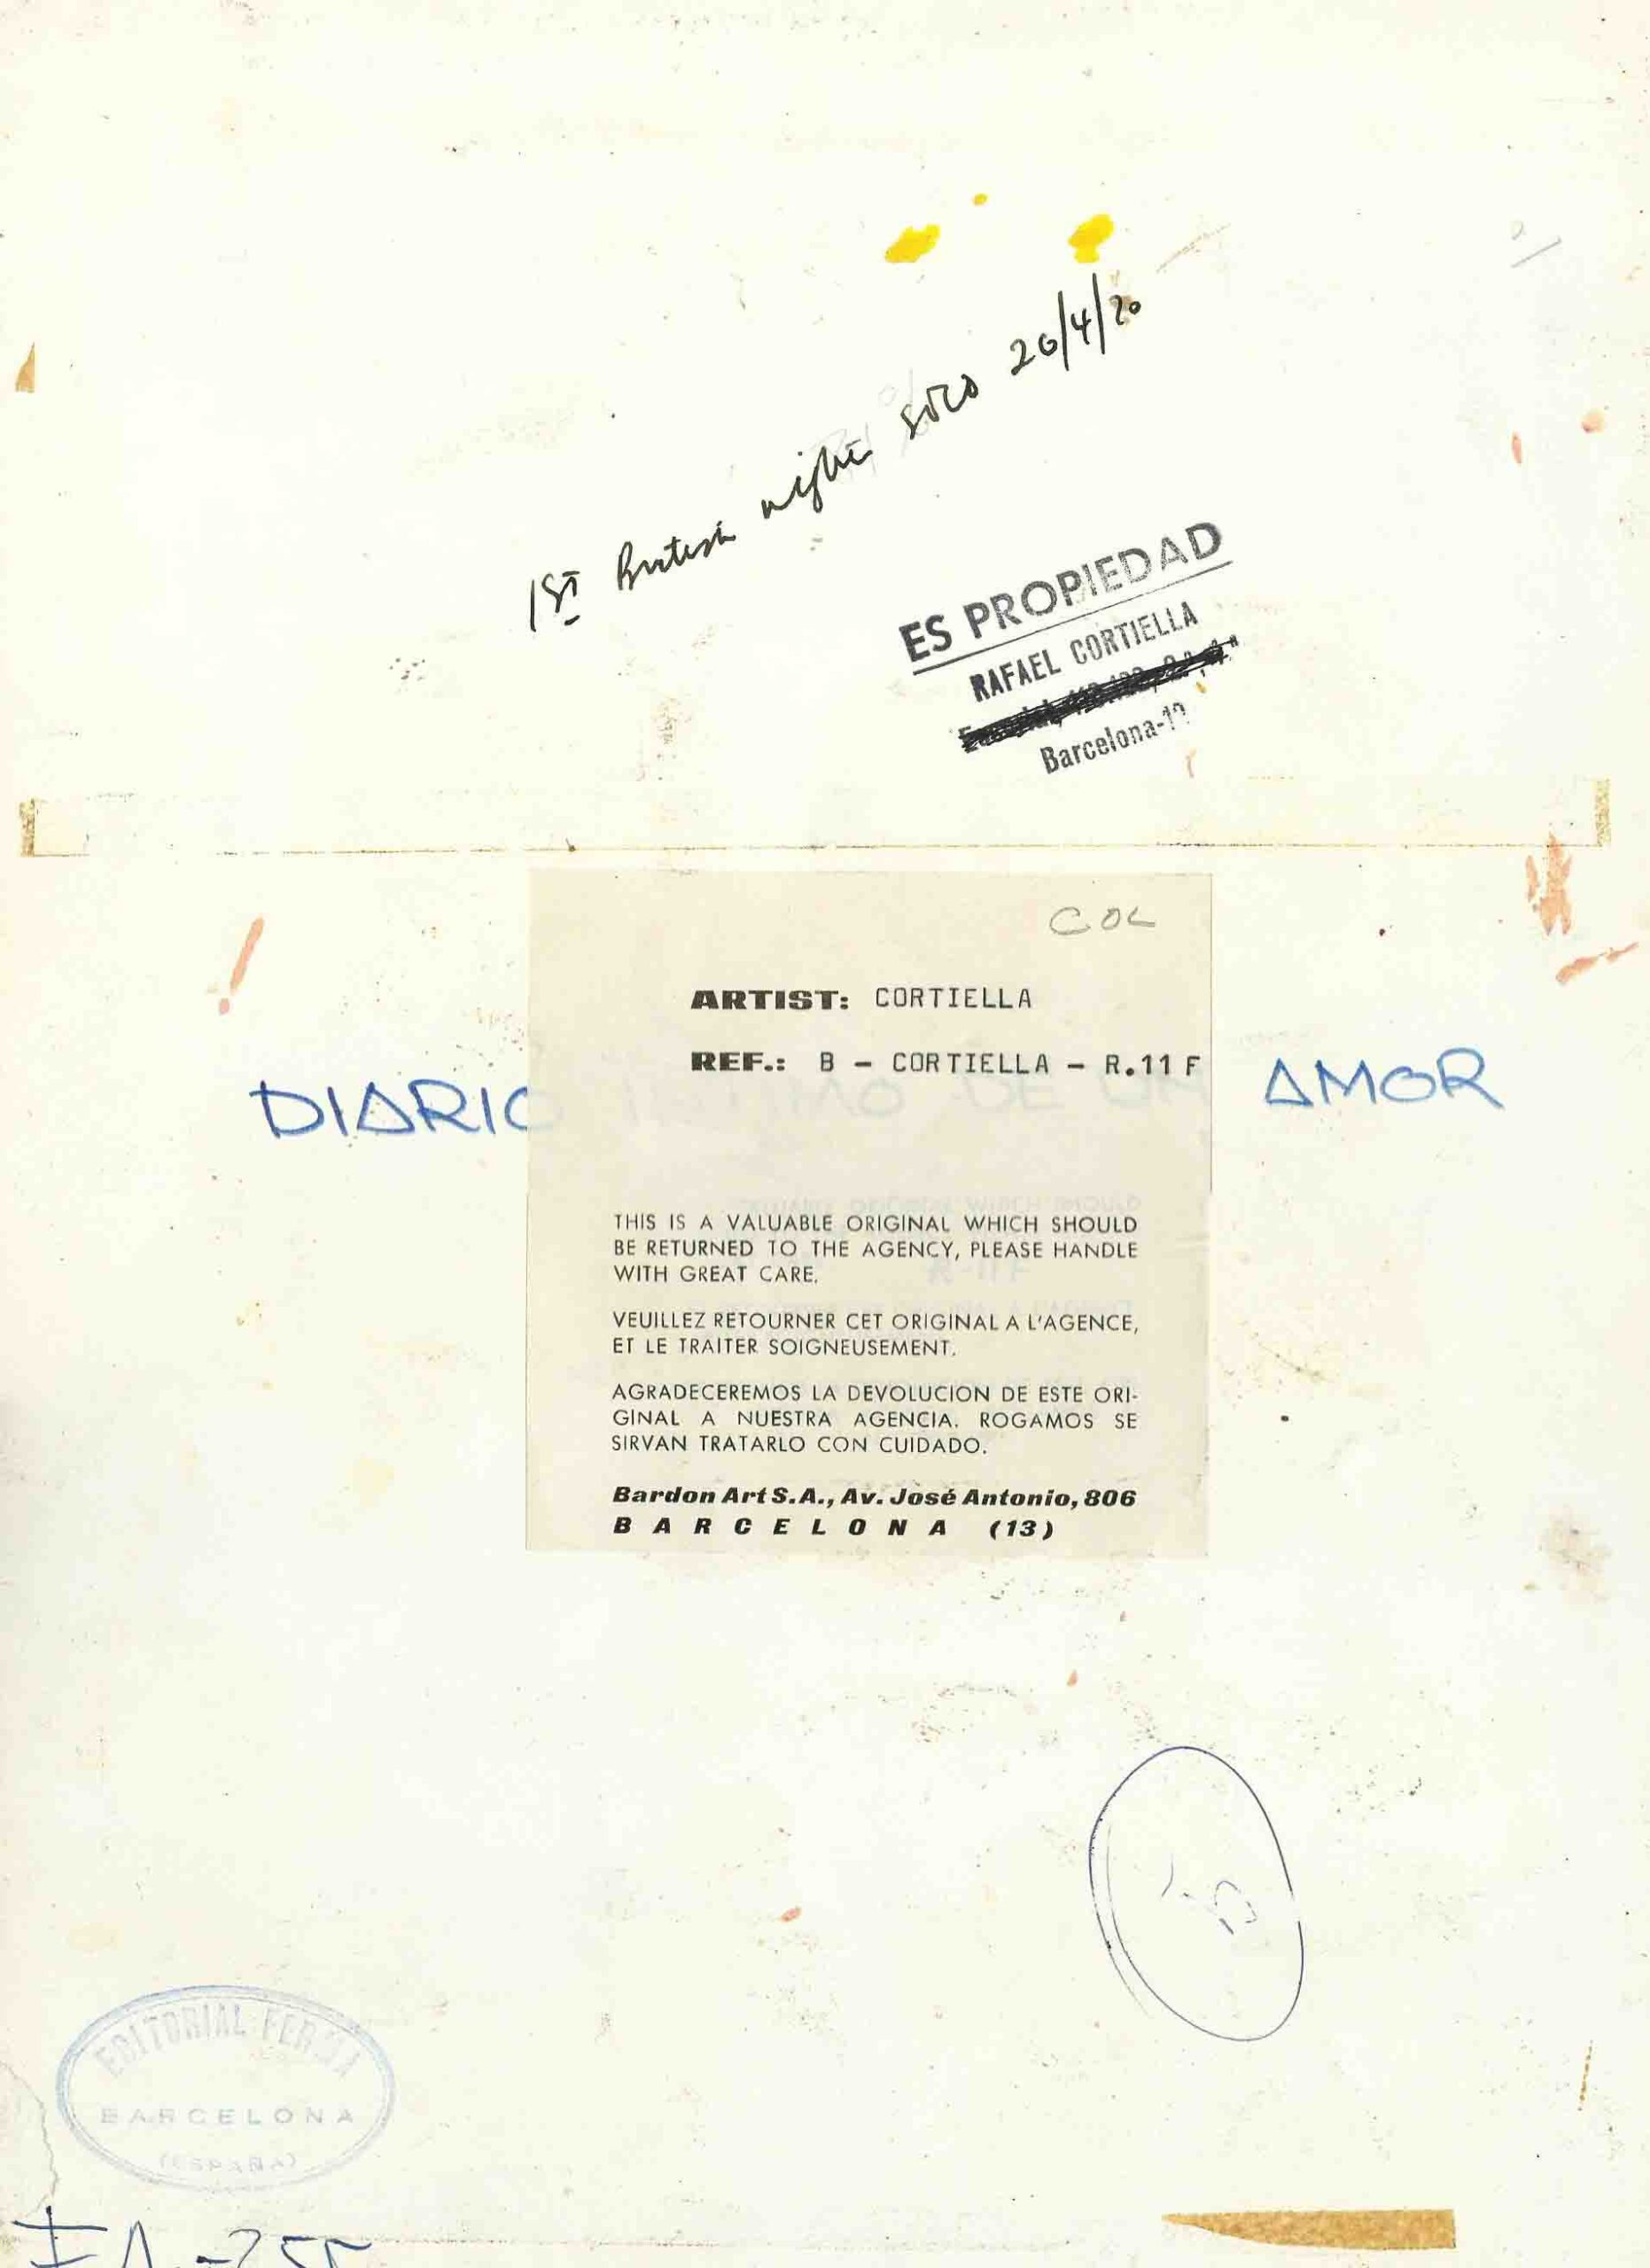 1ST British rights SOLD 20/4/70
ES PROPIEDAD
RAFAEL CORTIELLA
Barcelona-12
COL
ARTIST: CORTIELLA
REF.: B - CORTIELLA - R.11 F
DIARIO INTIMO DE UN AMOR
THIS IS A VALUABLE ORIGINAL WHICH SHOULD
BE RETURNED TO THE AGENCY, PLEASE HANDLE
WITH GREAT CARE.
VEUILLEZ RETOURNER CET ORIGINAL A L'AGENCE,
ET LE TRAITER SOIGNEUSEMENT.
AGRADECEREMOS LA DEVOLUCION DE ESTE ORI-
GINAL A NUESTRA AGENCIA. ROGAMOS SE
SIRVAN TRATARLO CON CUIDADO.
Bardon Art S.A., Av. José Antonio, 806
BARCELONA (13)
EDITORIAL FERMA
BARCELONA
(ESPAÑA)